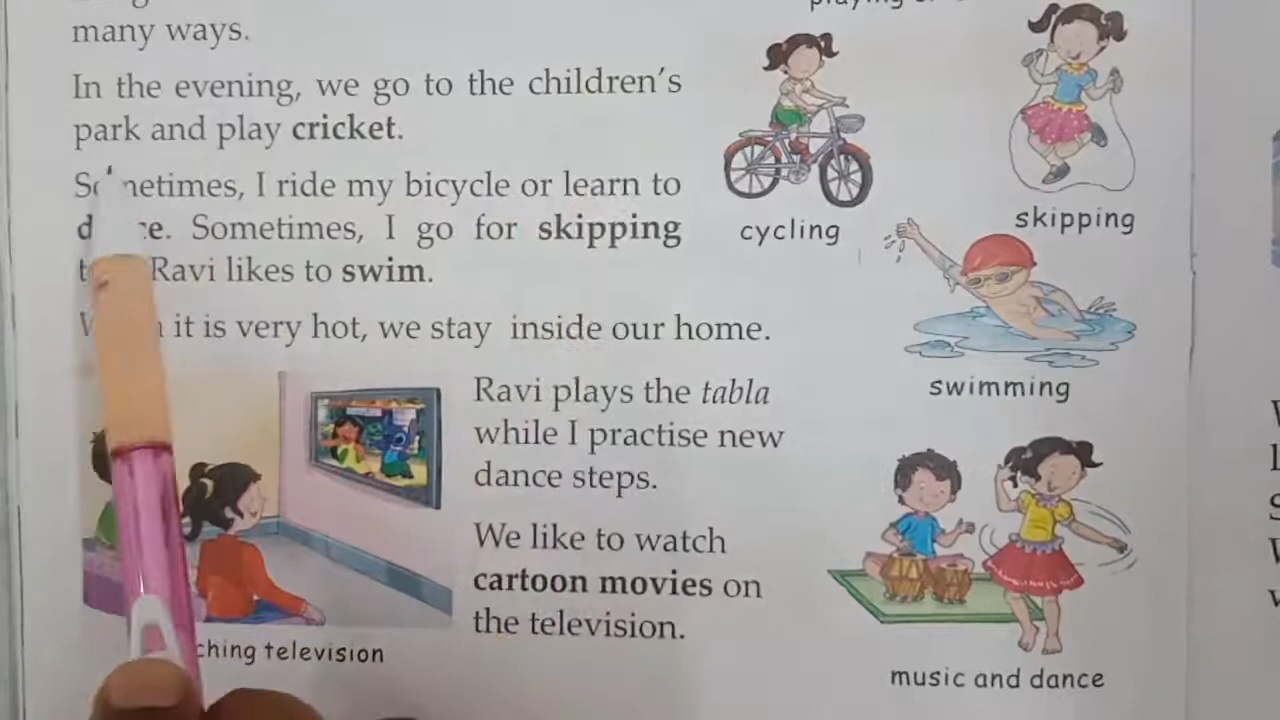 many ways.
In the evening, we go to the children's
park and play cricket.
Sometimes, I ride my bicycle or learn to
dance. Sometimes, I go for skipping
Ravi likes to swim.
When it is very hot, we stay inside our home.
Ravi plays the tabla
while I practise new
dance steps.
We like to watch
cartoon movies on
the television.
television
cycling
skipping
swimming
music and dance